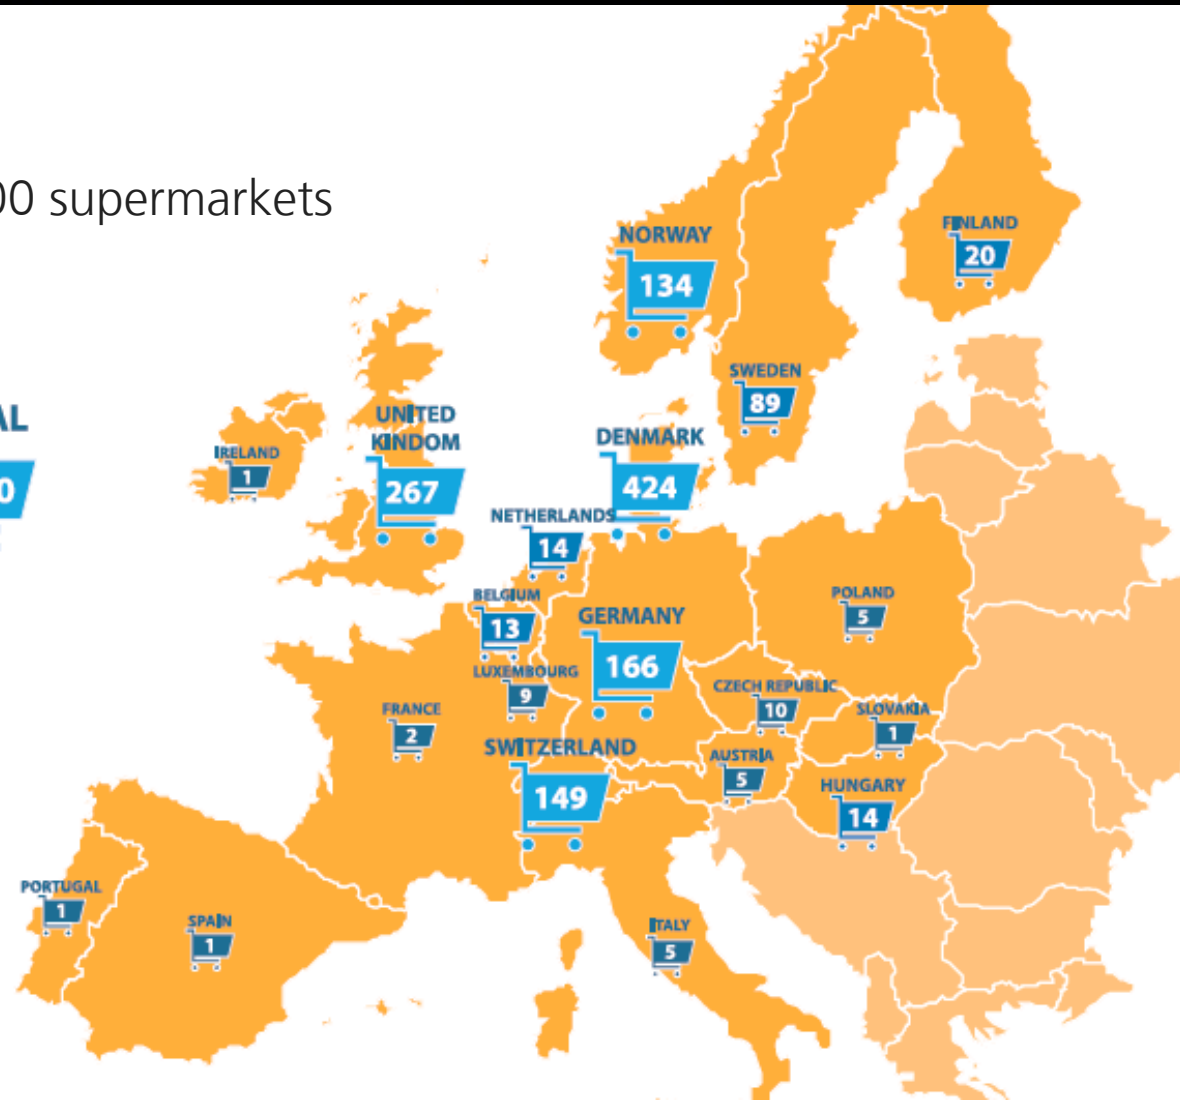 00 supermarkets
NORWAY
134
FINLAND
20
SWEDEN
89
AL
0
UNITED
KINDOM
267
IRELAND
1
DENMARK
424
NETHERLANDS
14
BELGIUM
13
GERMANY
166
POLAND
5
LUXEMBOURG
9
CZECH REPUBLIC
10
SLOVAKIA
1
FRANCE
2
SWITZERLAND
149
AUSTRIA
5
HUNGARY
14
PORTUGAL
1
SPAIN
1
ITALY
5